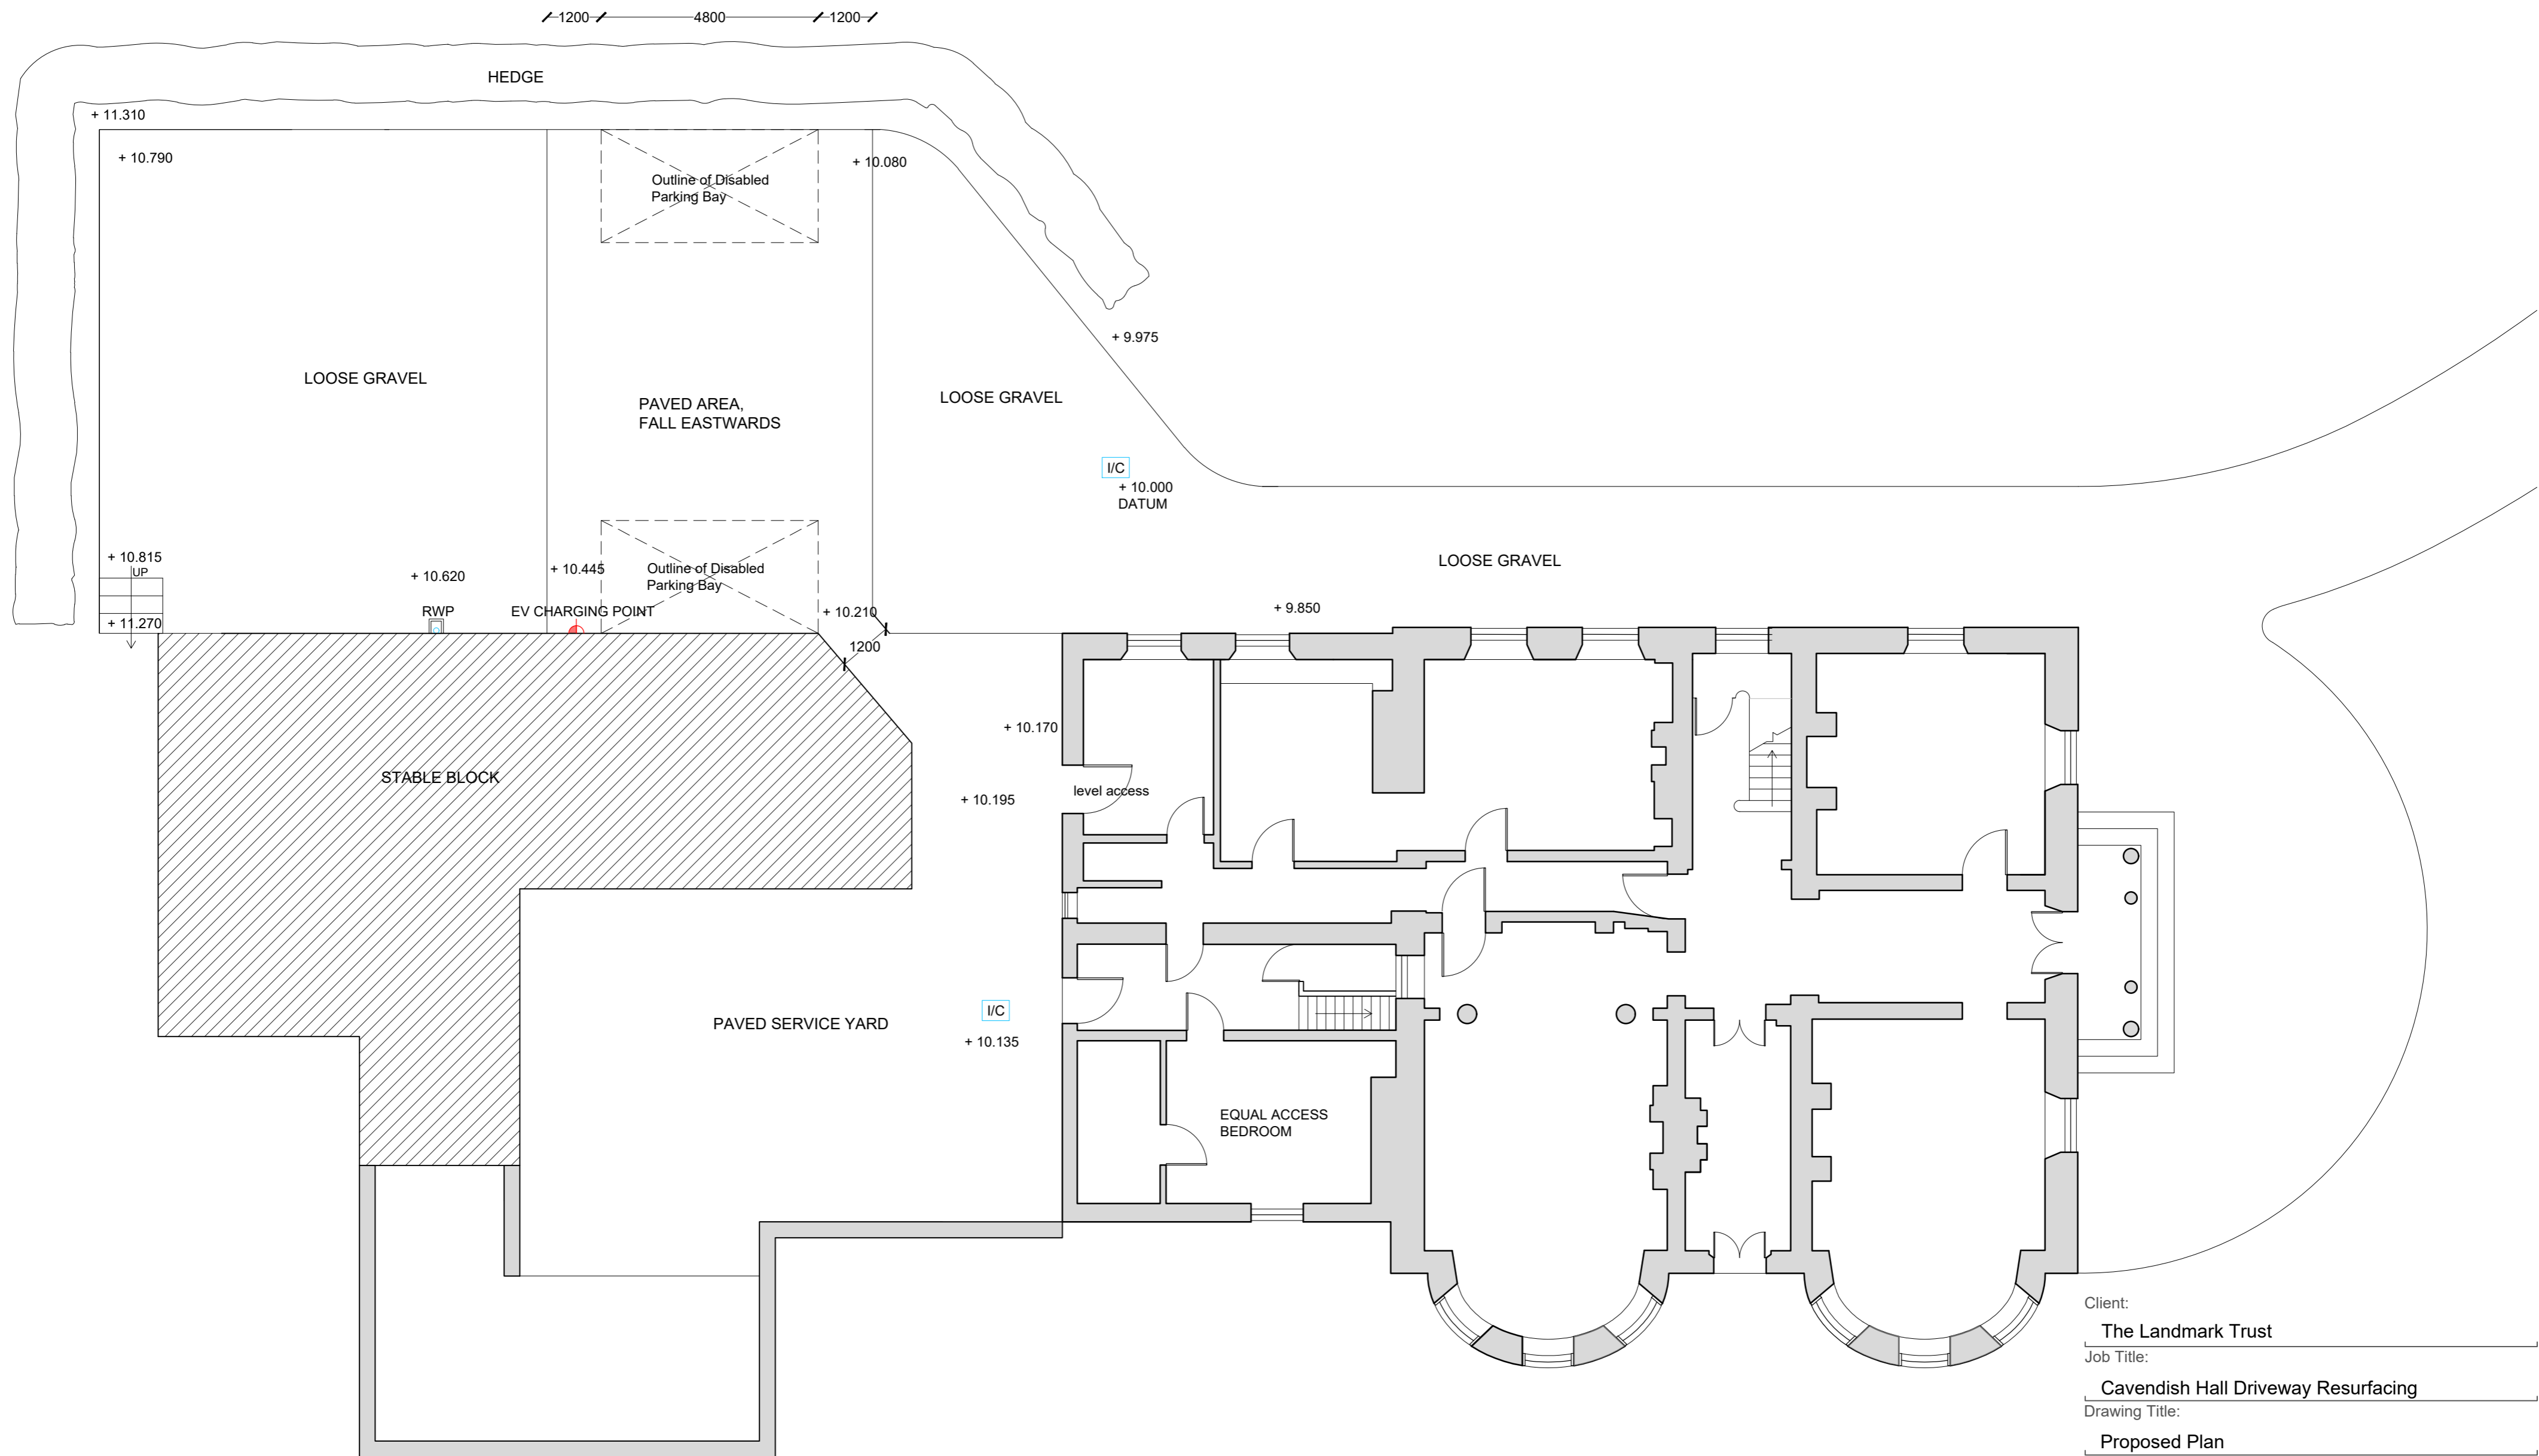 1200
4800
1200
HEDGE
+ 11.310
+ 10.790
+ 10.080
Outline of Disabled
Parking Bay
+ 9.975
LOOSE GRAVEL
PAVED AREA,
FALL EASTWARDS
LOOSE GRAVEL
I/C
+ 10.000
DATUM
+ 10.815
UP
+ 11.270
+ 10.620
RWP
+ 10.445
EV CHARGING POINT
Outline of Disabled
Parking Bay
+ 10.210
1200
LOOSE GRAVEL
+ 9.850
+ 10.170
STABLE BLOCK
level access
+ 10.195
I/C
PAVED SERVICE YARD
+ 10.135
EQUAL ACCESS
BEDROOM
Client:
The Landmark Trust
Job Title:
Cavendish Hall Driveway Resurfacing
Drawing Title:
Proposed Plan